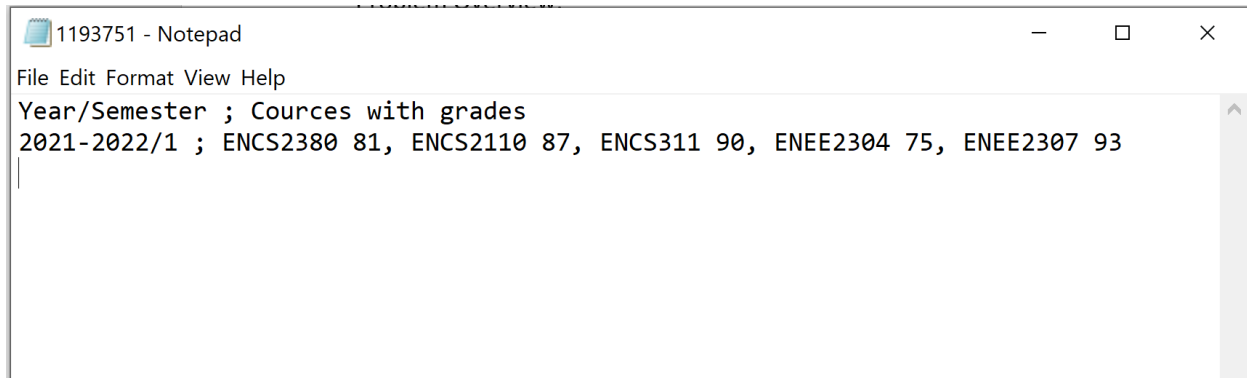 1193751 - Notepad
File Edit Format View Help
Year/Semester ; Cources with grades
2021-2022/1 ; ENCS2380 81, ENCS2110 87, ENCS311 90, ENEE2304 75, ENEE2307 93